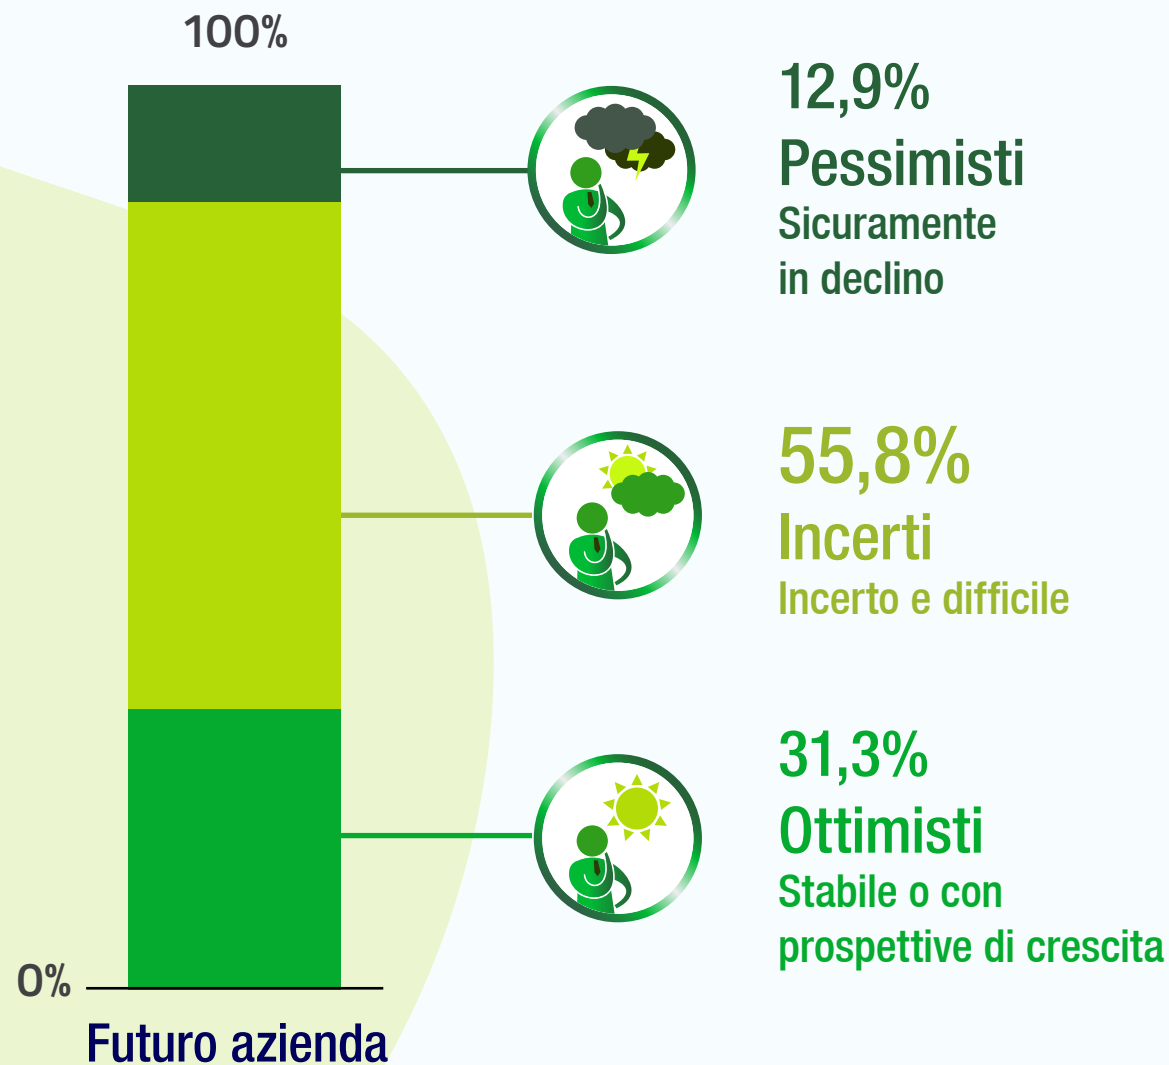 100%
12,9%
Pessimisti
Sicuramente
in declino
55,8%
Incerti
Incerto e difficile
31,3%
Ottimisti
Stabile o con
prospettive di crescita
0%
Futuro azienda